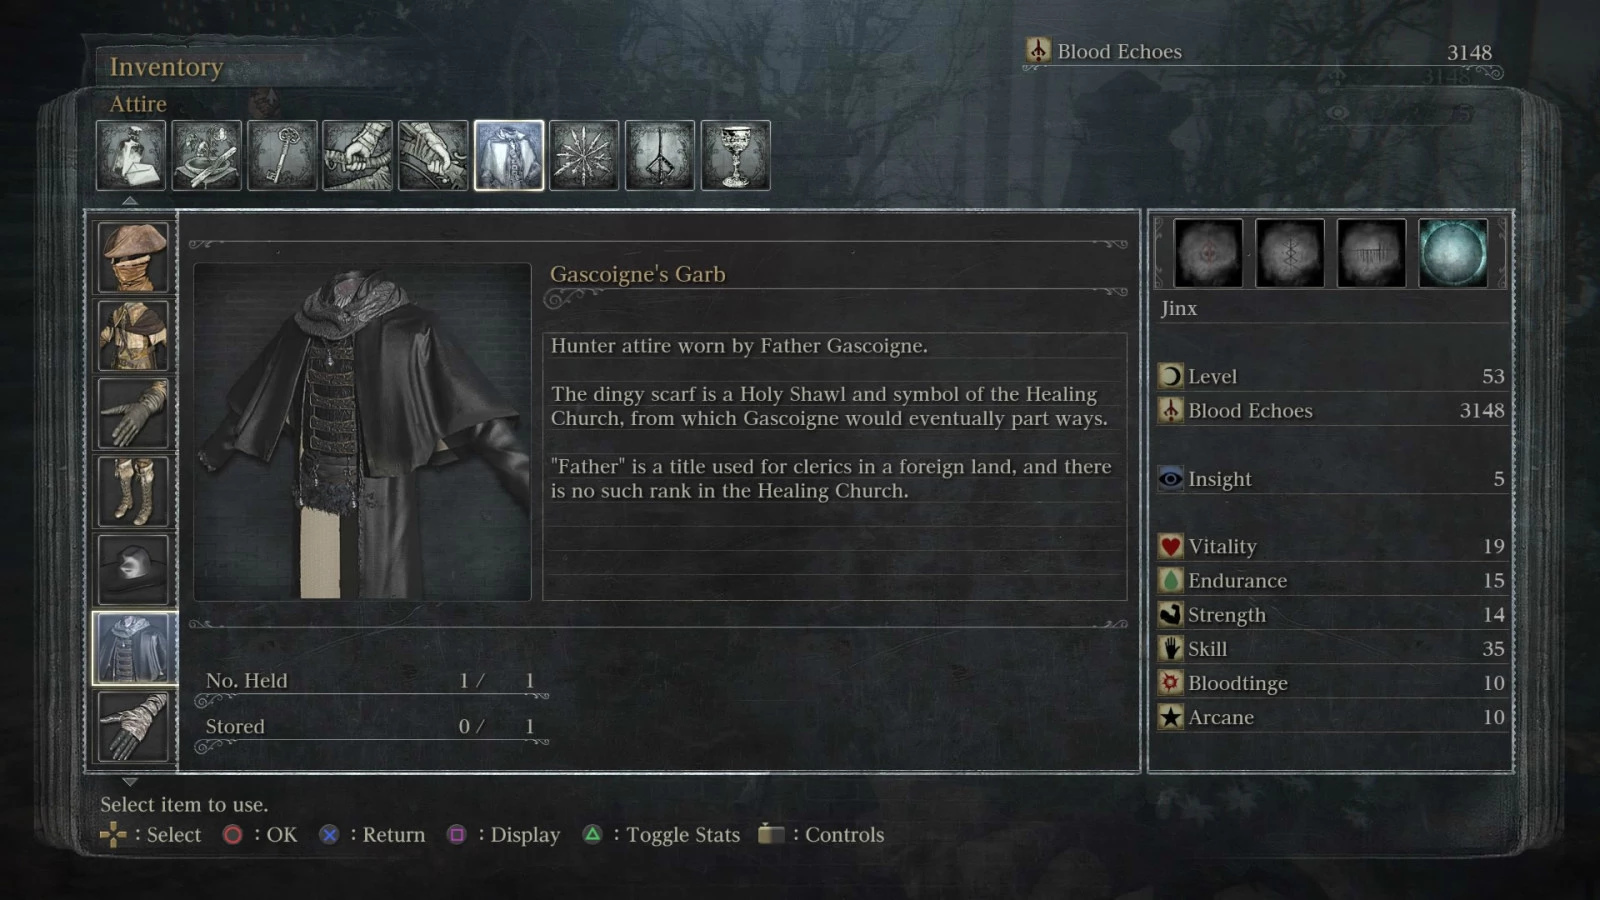 Inventory
Blood Echoes 3148
Attire
Gascoigne's Garb
Hunter attire worn by Father Gascoigne.
The dingy scarf is a Holy Shawl and symbol of the Healing
Church, from which Gascoigne would eventually part ways.
"Father" is a title used for clerics in a foreign land, and there
is no such rank in the Healing Church.
No. Held 1 / 1
Stored 0 / 1
Jinx
Level 53
Blood Echoes 3148
Insight 5
Vitality 19
Endurance 15
Strength 14
Skill 35
Bloodtinge 10
Arcane 10
Select item to use.
: Select : OK : Return : Display : Toggle Stats : Controls